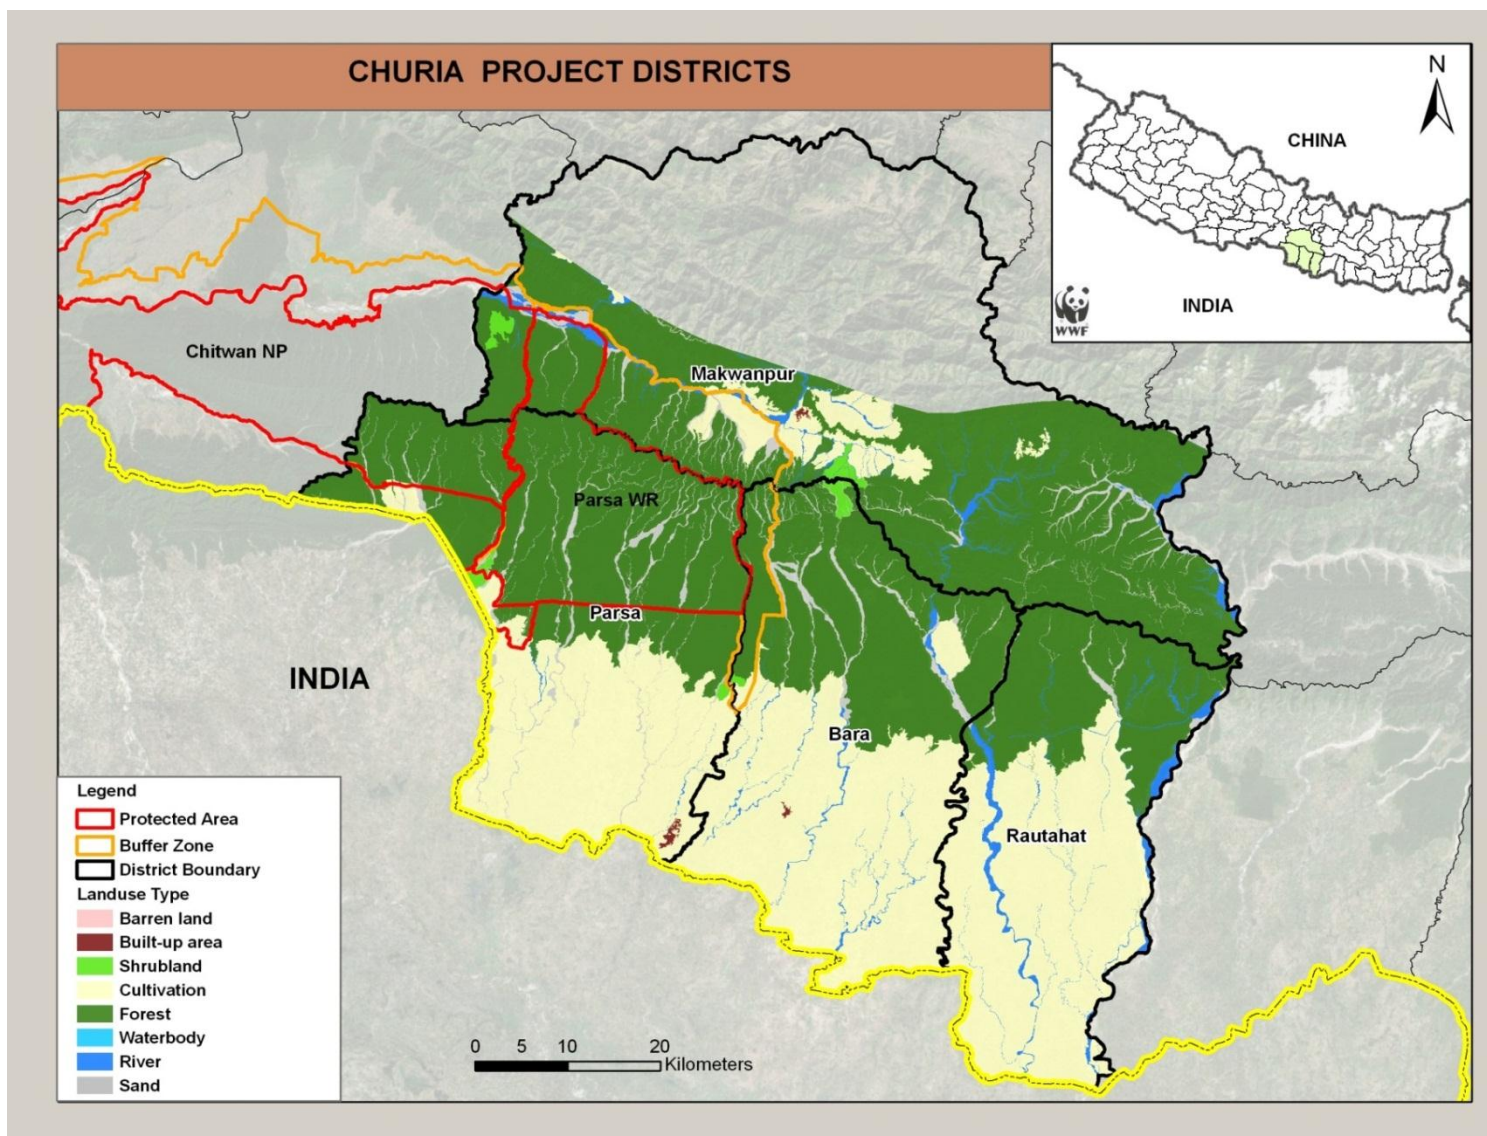 CHURIA PROJECT DISTRICTS
N
CHINA
INDIA
WWF
Chitwan NP
Makwanpur
Parsa WR
Parsa
INDIA
Bara
Rautahat
Legend
Protected Area
Buffer Zone
District Boundary
Landuse Type
Barren land
Built-up area
Shrubland
Cultivation
Forest
Waterbody
River
Sand
0 5 10 20
Kilometers